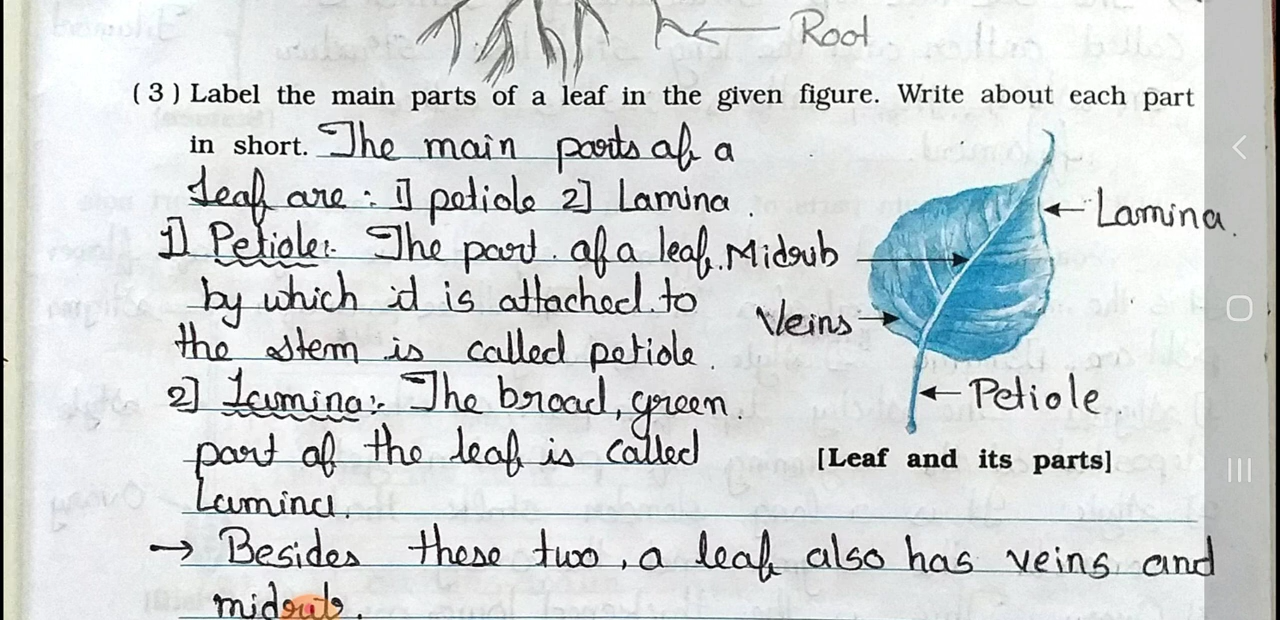 Root
(3) Label the main parts of a leaf in the given figure. Write about each part
in short. The main parts of a
Leaf are : 1] petiole 2] Lamina.
1] Petiole:- The part of a leaf
by which it is attached to
the stem is called petiole.
2] Lamina:- The broad, green
part of the leaf is called
Lamina.
Lamina.
Midrib
Veins
Petiole
[Leaf and its parts]
→ Besides these two, a leaf also has veins and
midrib.